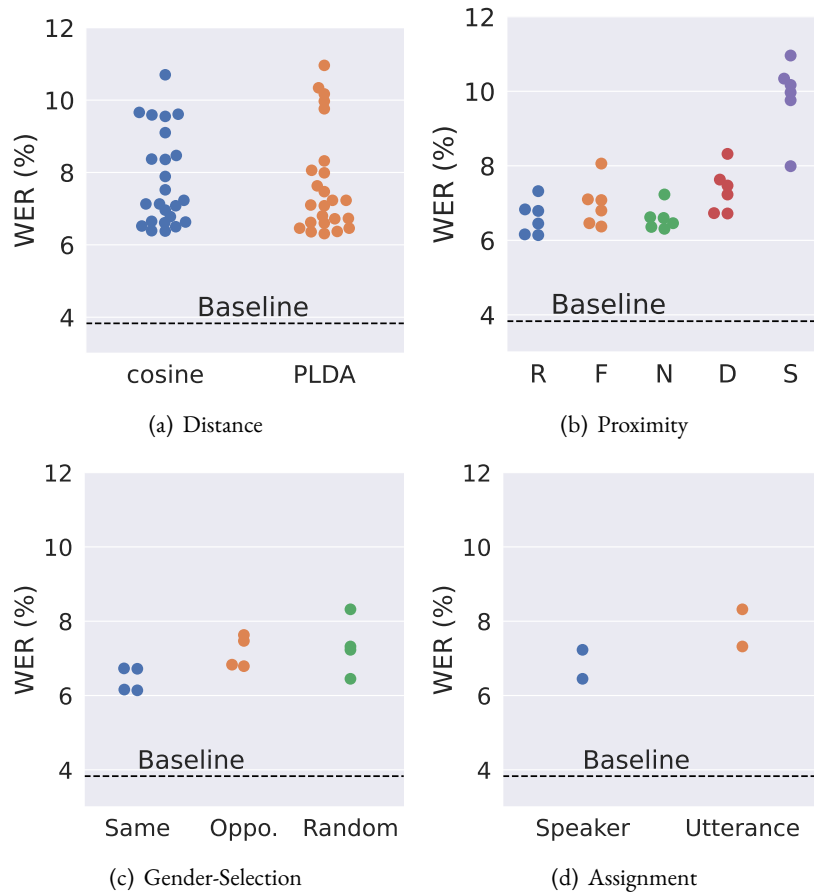 12
10
8
6
4
WER (%)
Baseline
cosine PLDA
(a) Distance
12
10
8
6
4
WER (%)
Baseline
R F N D S
(b) Proximity
12
10
8
6
4
WER (%)
Baseline
Same Oppo. Random
(c) Gender-Selection
12
10
8
6
4
WER (%)
Baseline
Speaker Utterance
(d) Assignment